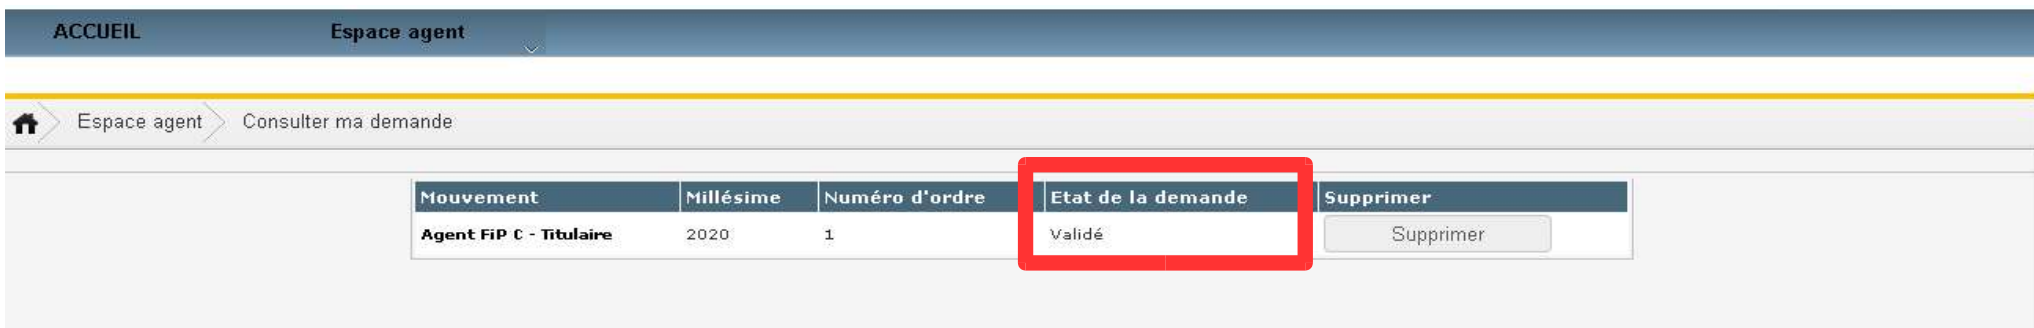 ACCUEIL Espace agent
Espace agent Consulter ma demande
Mouvement Millésime Numéro d'ordre Etat de la demande Supprimer
Agent FiP C - Titulaire 2020 1 Validé Supprimer